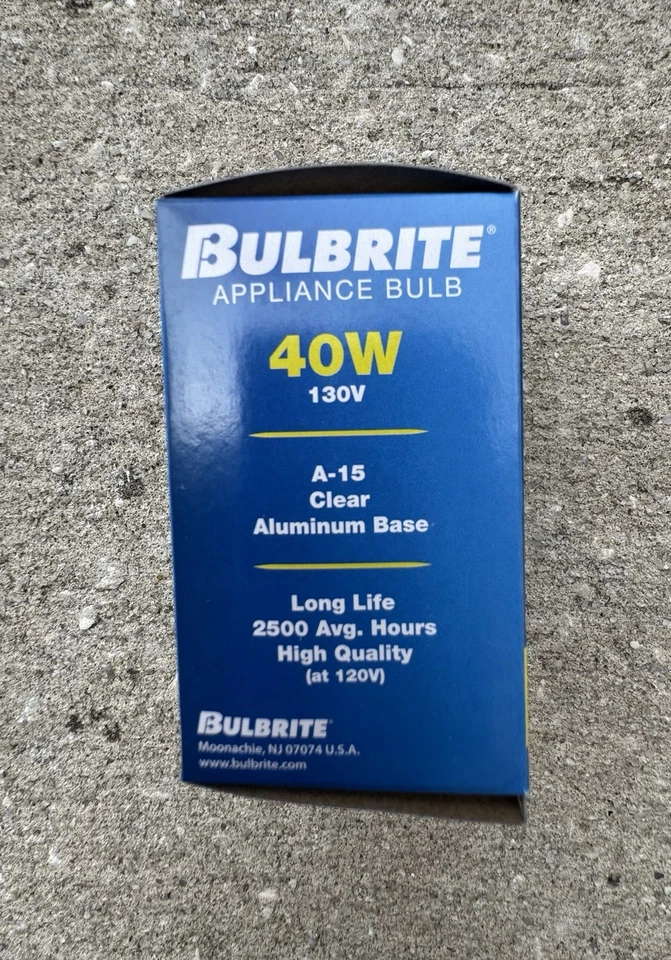 BULBRITE®
APPLIANCE BULB
40W
130V
A-15
Clear
Aluminum Base
Long Life
2500 Avg. Hours
High Quality
(at 120V)
BULBRITE
Moonachie, NJ 07074 U.S.A.
www.bulbrite.com